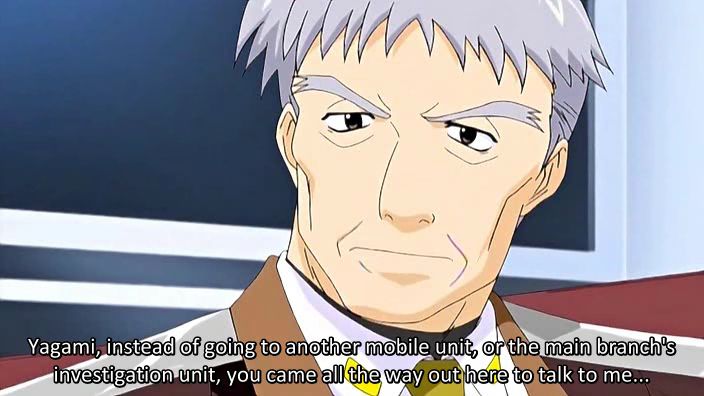 Yagami, instead of going to another mobile unit, or the main branch's
investigation unit, you came all the way out here to talk to me...